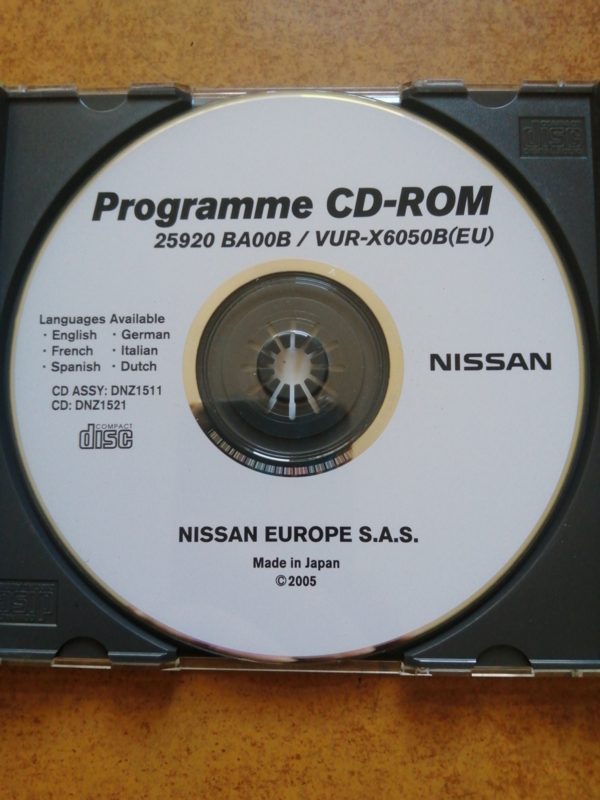 Programme CD-ROM
25920 BA00B / VUR-X6050B(EU)
Languages Available
· English · German
· French · Italian
· Spanish · Dutch
CD ASSY: DNZ1511
CD: DNZ1521
COMPACT
disc
NISSAN
NISSAN EUROPE S.A.S.
Made in Japan
©2005